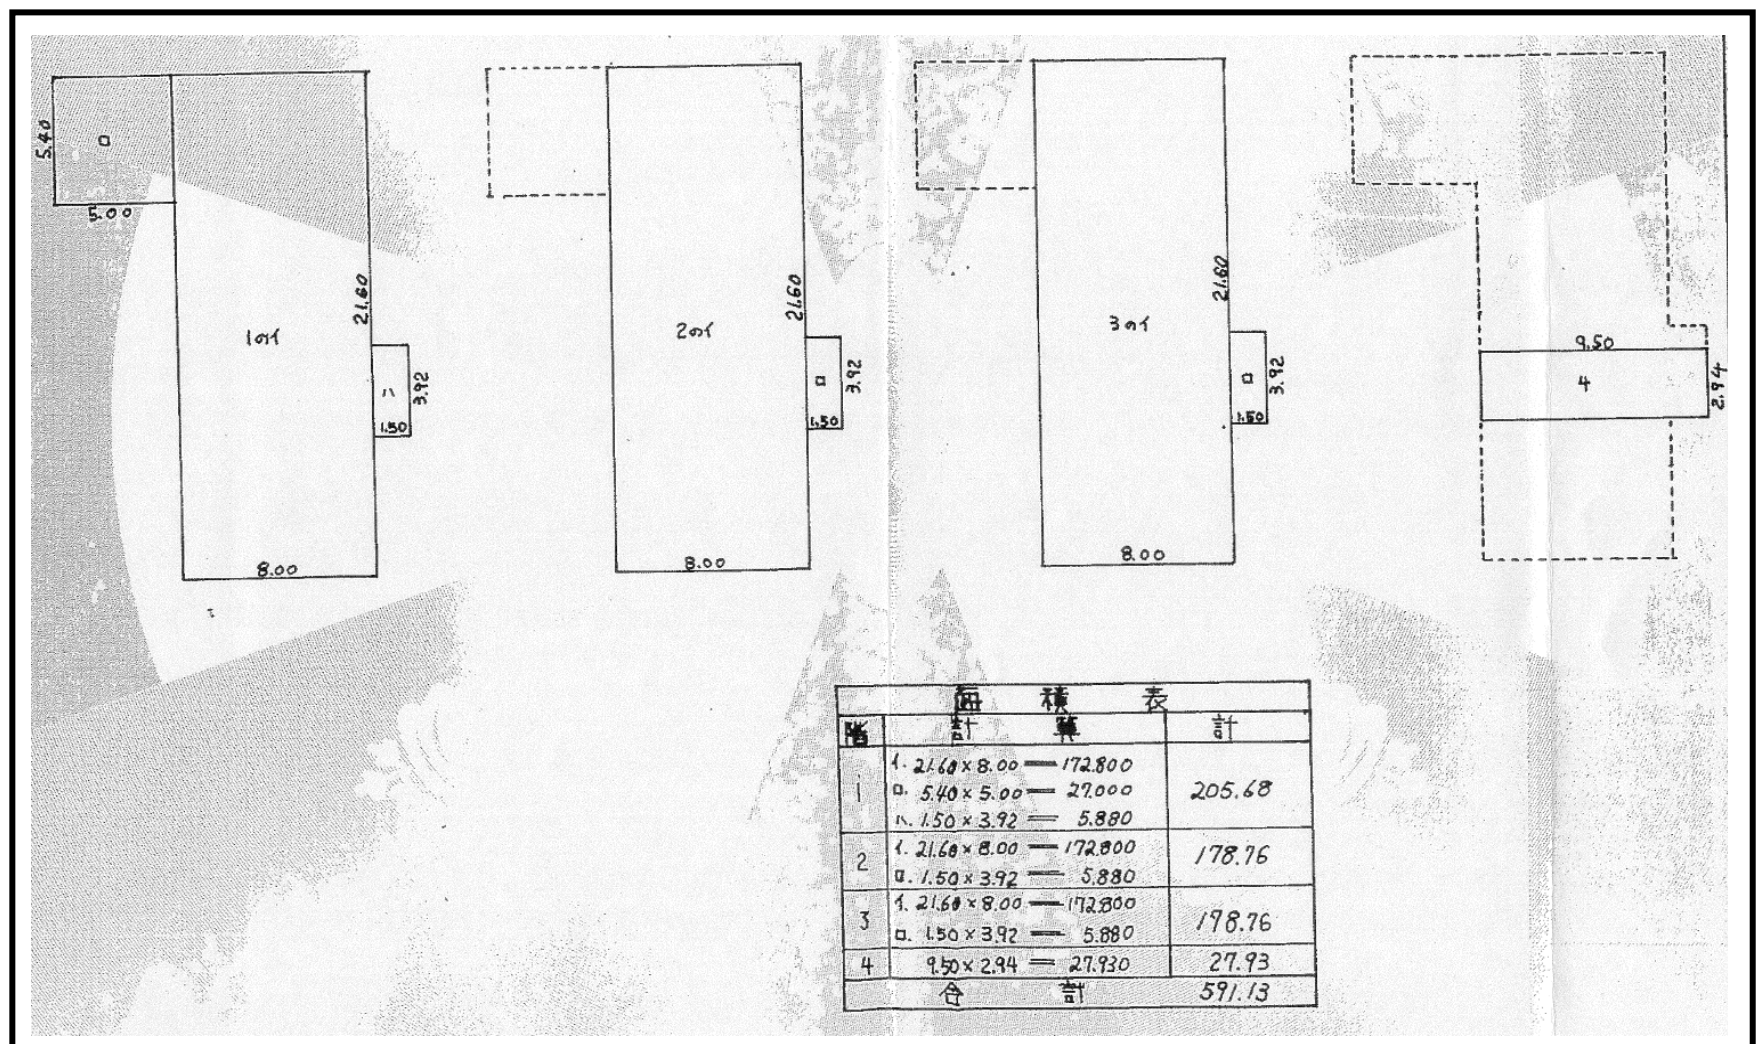 5.40
ロ
5.00
1のイ
21.60
ハ
3.92
1.50
8.00
2のイ
21.60
ロ
3.92
1.50
8.00
3のイ
21.60
ロ
3.92
1.50
8.00
9.50
4
2.94
面積表
階 計算 計
1 イ. 21.60×8.00=172.800
ロ. 5.40×5.00=27.000 205.68
ハ. 1.50×3.92=5.880
2 イ. 21.60×8.00=172.800 178.76
ロ. 1.50×3.92=5.880
3 イ. 21.60×8.00=172.800 178.76
ロ. 1.50×3.92=5.880
4 9.50×2.94=27.930 27.93
合計 591.13